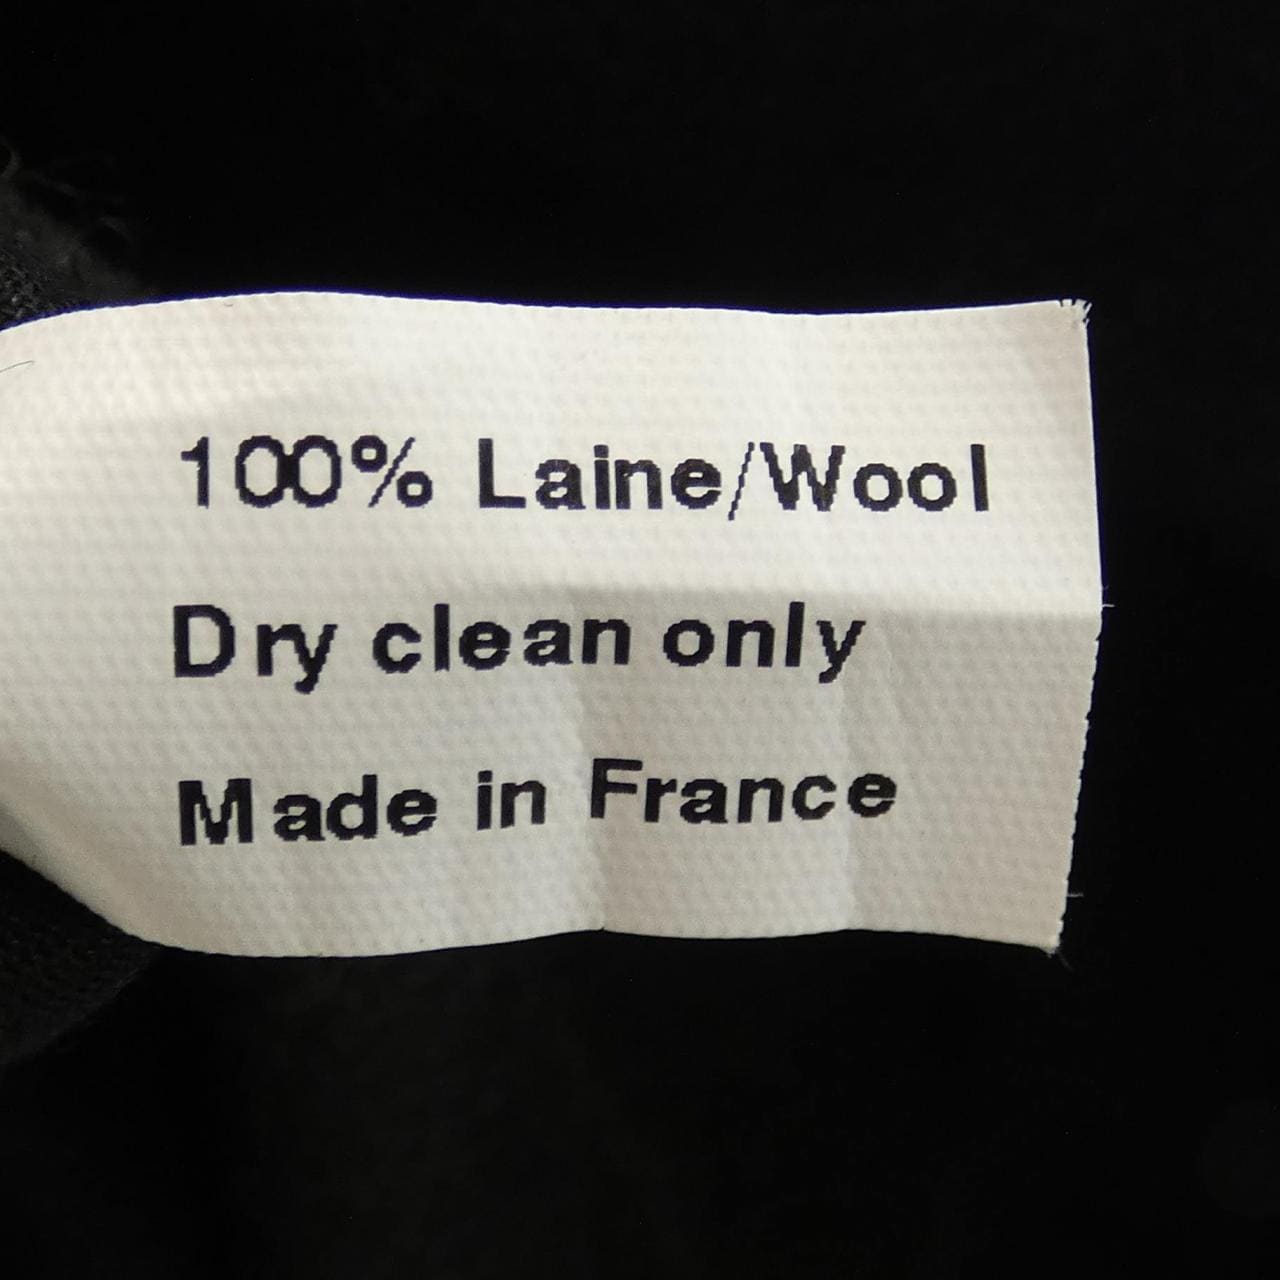 100% Laine/Wool
Dry clean only
Made in France